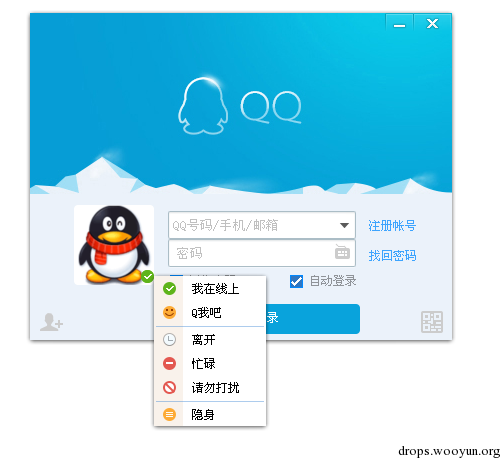 QQ
QQ号码/手机/邮箱
注册帐号
密码
找回密码
自动登录
我在线上
Q我吧
录
离开
忙碌
请勿打扰
隐身
drops.wooyun.org